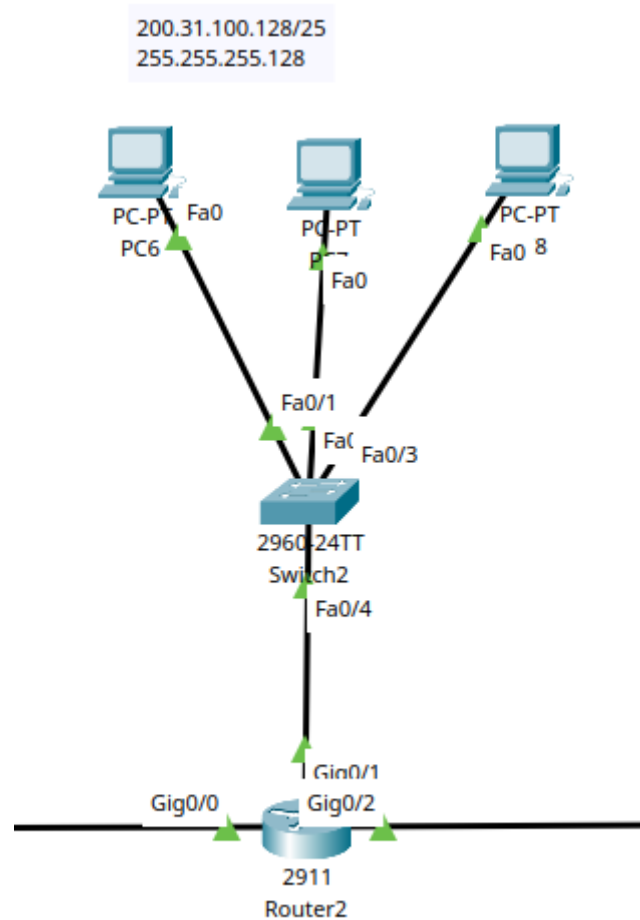 200.31.100.128/25
255.255.255.128
PC-PT
Fa0
PC6
PC-PT
Fa0
PC-PT
Fa0
8
Fa0/1
Fa0/3
2960-24TT
Switch2
Fa0/4
Gig0/1
Gig0/0
Gig0/2
2911
Router2